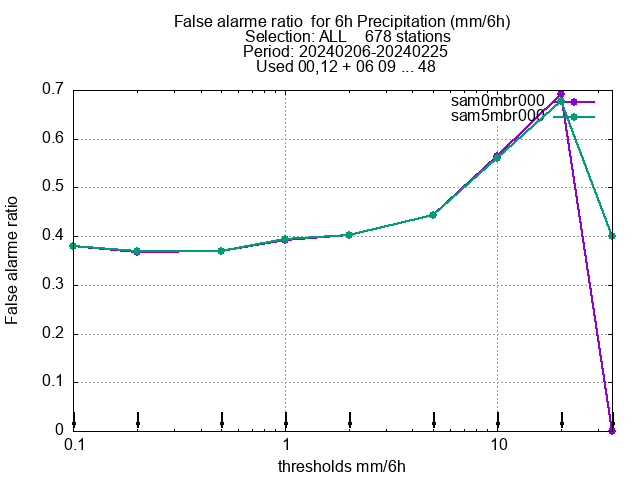 False alarme ratio  for 6h Precipitation (mm/6h)
Selection: ALL    678 stations
Period: 20240206-20240225
Used 00,12 + 06 09 ... 48
sam0mbr000
sam5mbr000
0.7
0.6
0.5
0.4
0.3
0.2
0.1
0
False alarme ratio
0.1 1 10
thresholds mm/6h